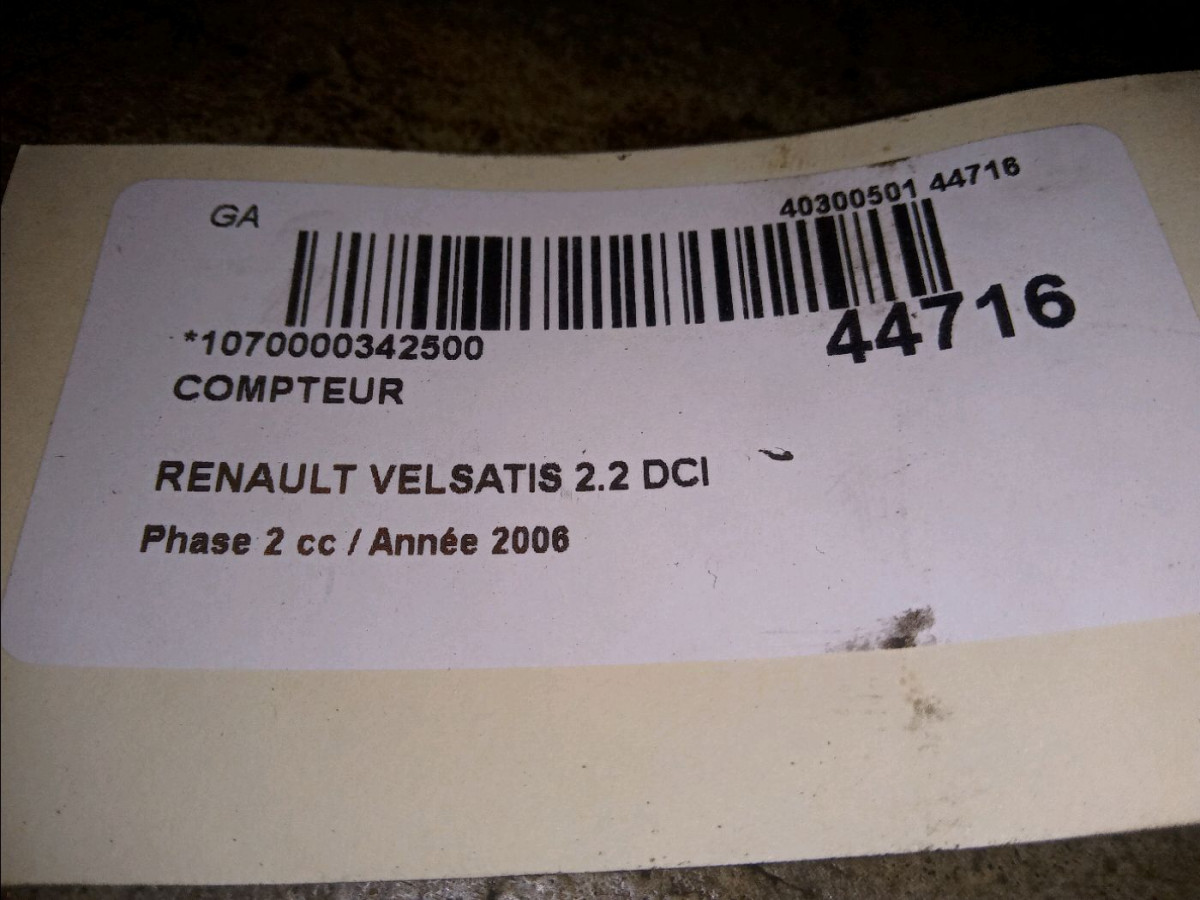 GA
40300501 44716
*1070000342500
44716
COMPTEUR
RENAULT VELSATIS 2.2 DCI
Phase 2 cc / Année 2006